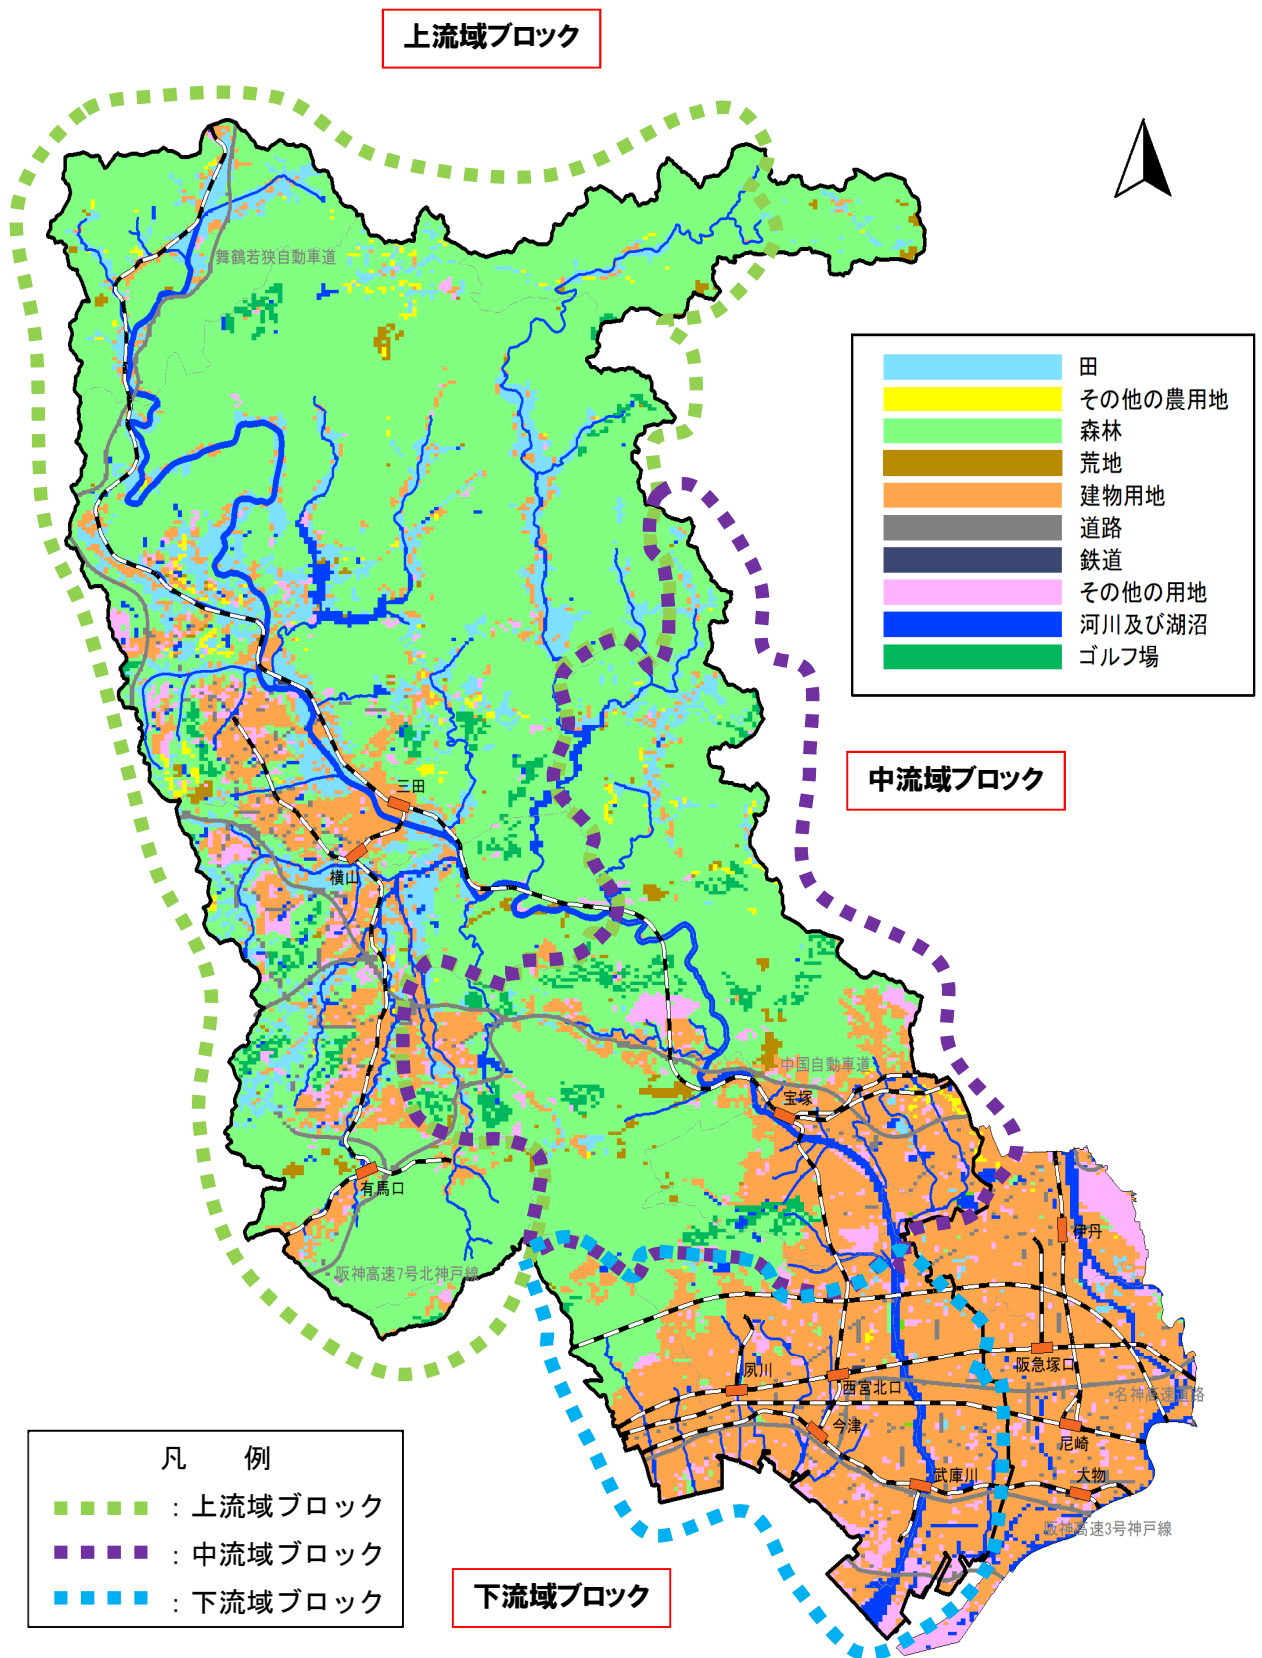 上流域ブロック
舞鶴若狭自動車道
田
その他の農用地
森林
荒地
建物用地
道路
鉄道
その他の用地
河川及び湖沼
ゴルフ場
中流域ブロック
三田
横山
中国自動車道
宝塚
有馬口
伊丹
阪神高速7号北神戸線
阪急塚口
夙川
西宮北口
名神高速道路
今津
尼崎
武庫川
大物
阪神高速3号神戸線
凡 例
：上流域ブロック
：中流域ブロック
：下流域ブロック
下流域ブロック